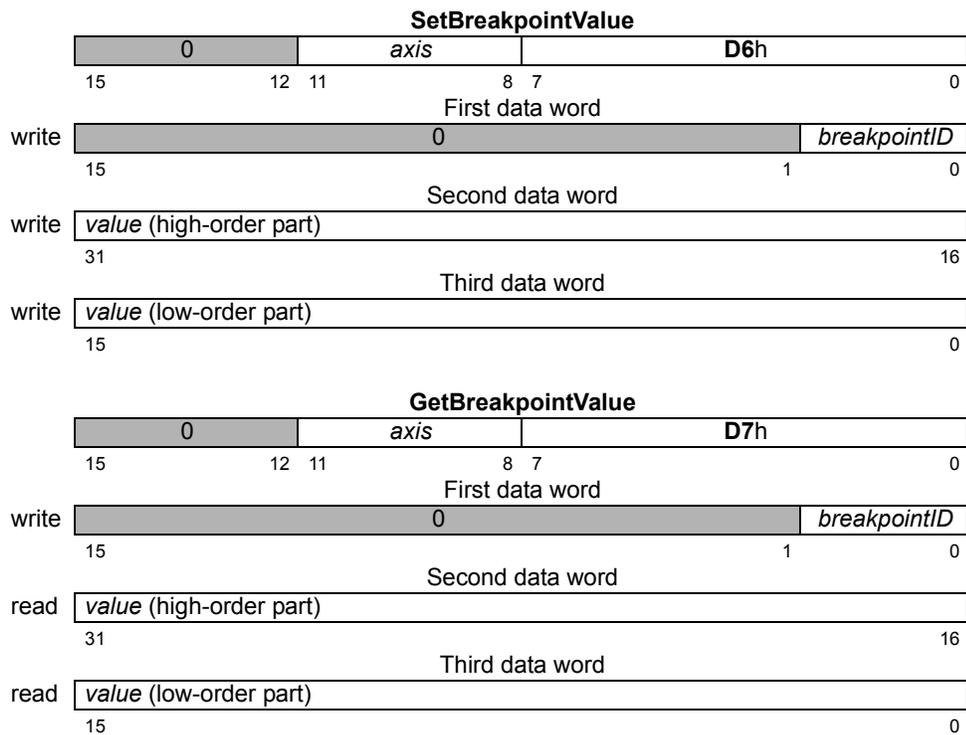 SetBreakpointValue
0 axis D6h
15 12 11 8 7 0
First data word
write 0 breakpointID
15 1 0
Second data word
write value (high-order part)
31 16
Third data word
write value (low-order part)
15 0
GetBreakpointValue
0 axis D7h
15 12 11 8 7 0
First data word
write 0 breakpointID
15 1 0
Second data word
read value (high-order part)
31 16
Third data word
read value (low-order part)
15 0